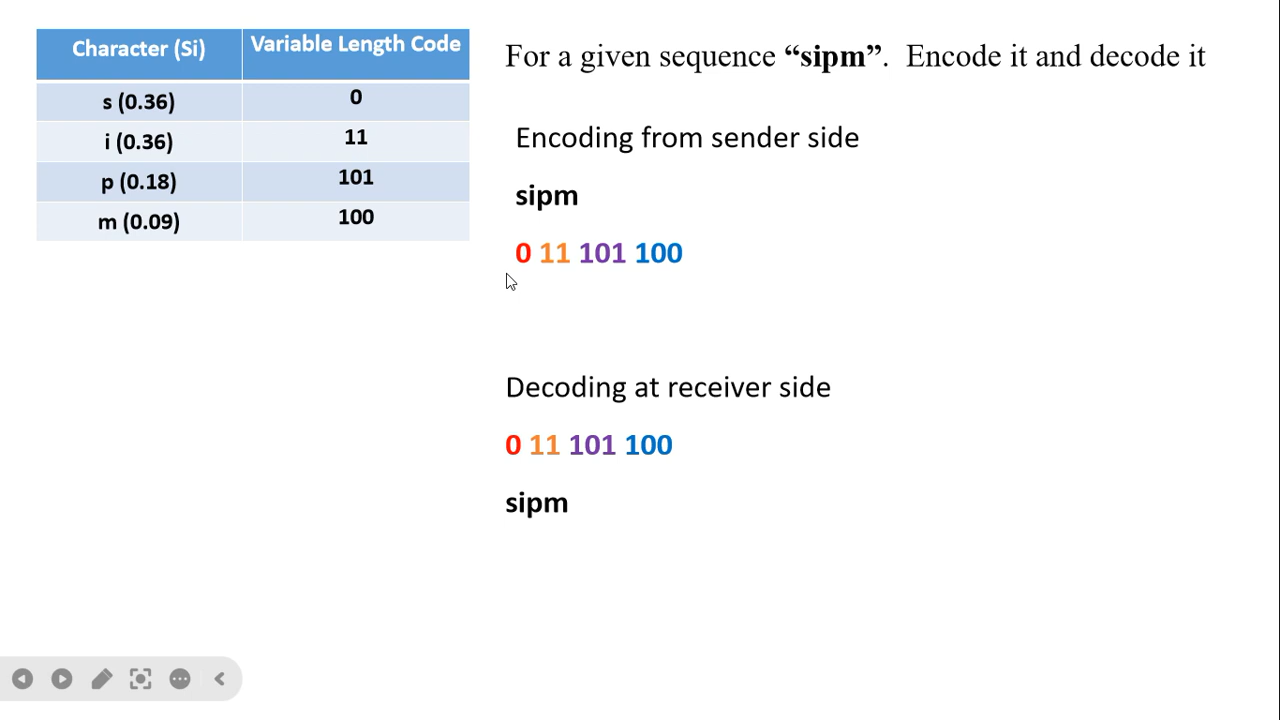 Character (Si) Variable Length Code
s (0.36) 0
i (0.36) 11
p (0.18) 101
m (0.09) 100
For a given sequence “sipm”. Encode it and decode it
Encoding from sender side
sipm
0 11 101 100
Decoding at receiver side
0 11 101 100
sipm